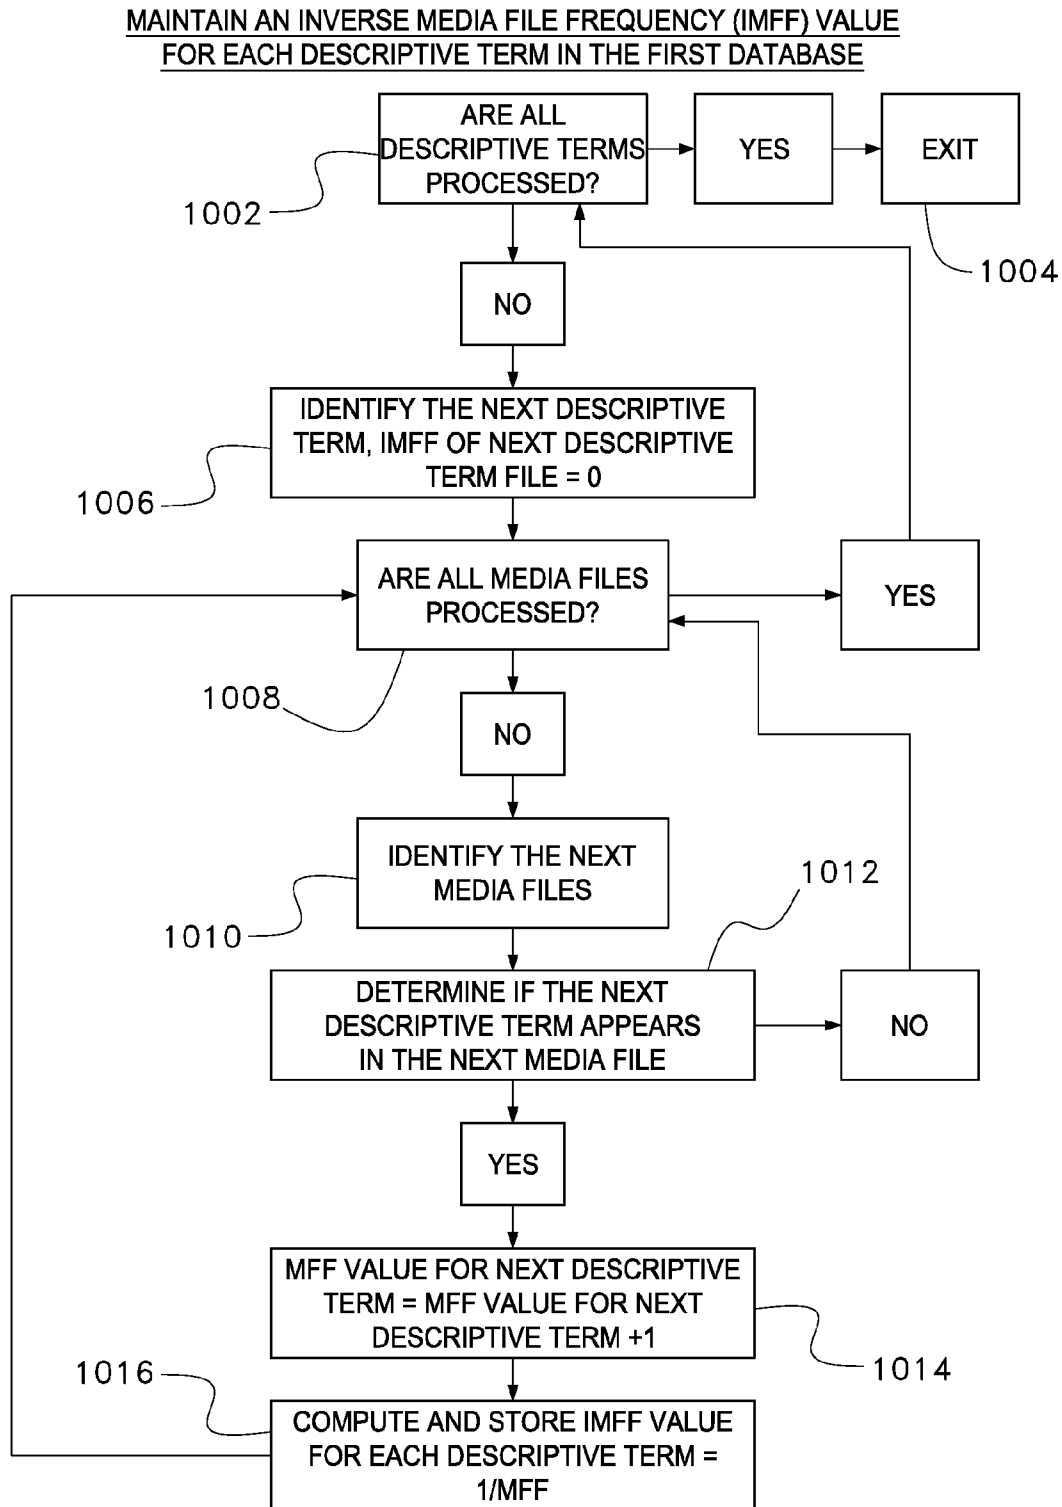 MAINTAIN AN INVERSE MEDIA FILE FREQUENCY (IMFF) VALUE
FOR EACH DESCRIPTIVE TERM IN THE FIRST DATABASE
ARE ALL
DESCRIPTIVE TERMS
PROCESSED?
YES
EXIT
1002
1004
NO
IDENTIFY THE NEXT DESCRIPTIVE
TERM, IMFF OF NEXT DESCRIPTIVE
TERM FILE = 0
1006
ARE ALL MEDIA FILES
PROCESSED?
YES
1008
NO
IDENTIFY THE NEXT
MEDIA FILES
1010
1012
DETERMINE IF THE NEXT
DESCRIPTIVE TERM APPEARS
IN THE NEXT MEDIA FILE
NO
YES
MFF VALUE FOR NEXT DESCRIPTIVE
TERM = MFF VALUE FOR NEXT
DESCRIPTIVE TERM +1
1014
1016
COMPUTE AND STORE IMFF VALUE
FOR EACH DESCRIPTIVE TERM =
1/MFF